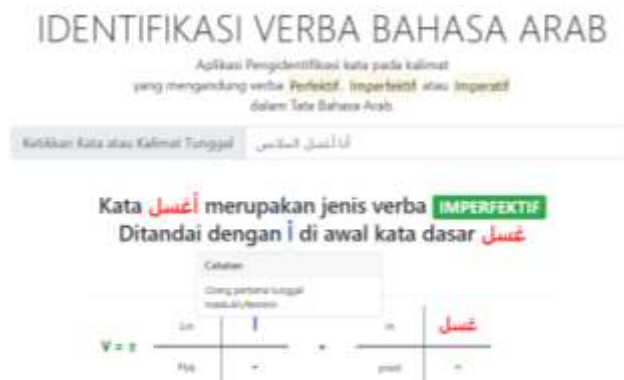 IDENTIFIKASI VERBA BAHASA ARAB
Aplikasi Pengidentifikasi kata pada kalimat
yang mengandung verba Perfektif, Imperfektif atau Imperatif
dalam Tata Bahasa Arab.
Ketikkan Kata atau Kalimat Tunggal
أنا أغسل الملابس
Kata أغسل merupakan jenis verba IMPERFEKTIF
Ditandai dengan أ di awal kata dasar غسل
Catatan
Orang pertama tunggal
maskulin/feminin
أ
غسل
V = ±
-
-